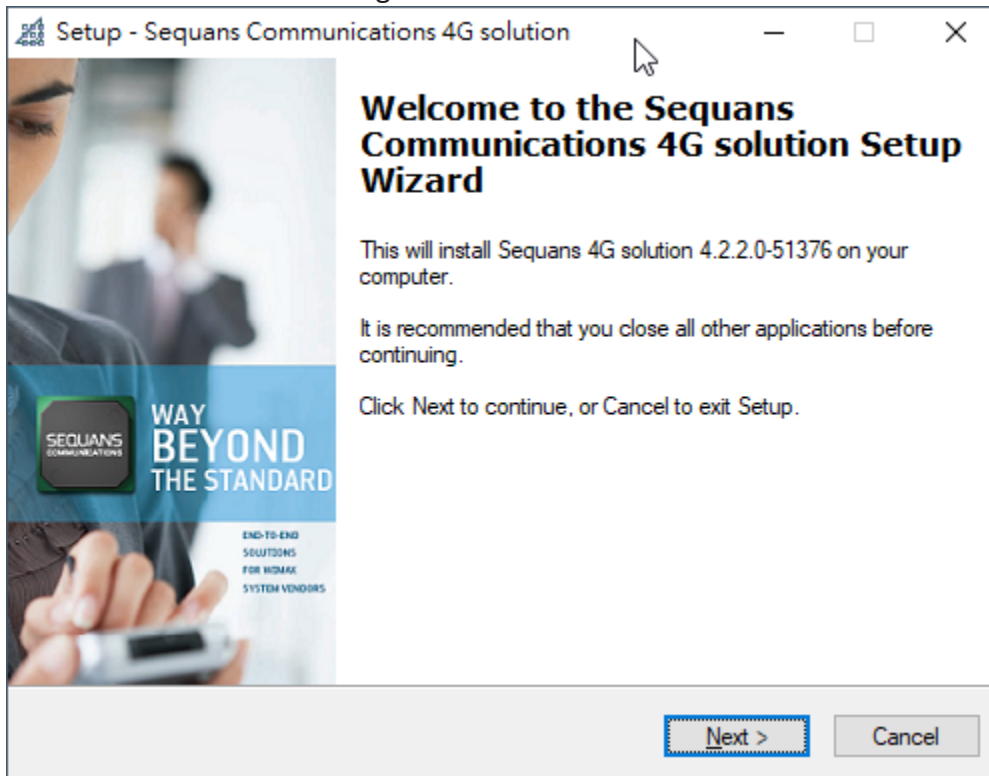 Setup - Sequans Communications 4G solution
Welcome to the Sequans
Communications 4G solution Setup
Wizard
This will install Sequans 4G solution 4.2.2.0-51376 on your
computer.
It is recommended that you close all other applications before
continuing.
Click Next to continue, or Cancel to exit Setup.
SEQUANS
COMMUNICATIONS
WAY
BEYOND
THE STANDARD
END-TO-END
SOLUTIONS
FOR WIMAX
SYSTEM VENDORS
Next >
Cancel